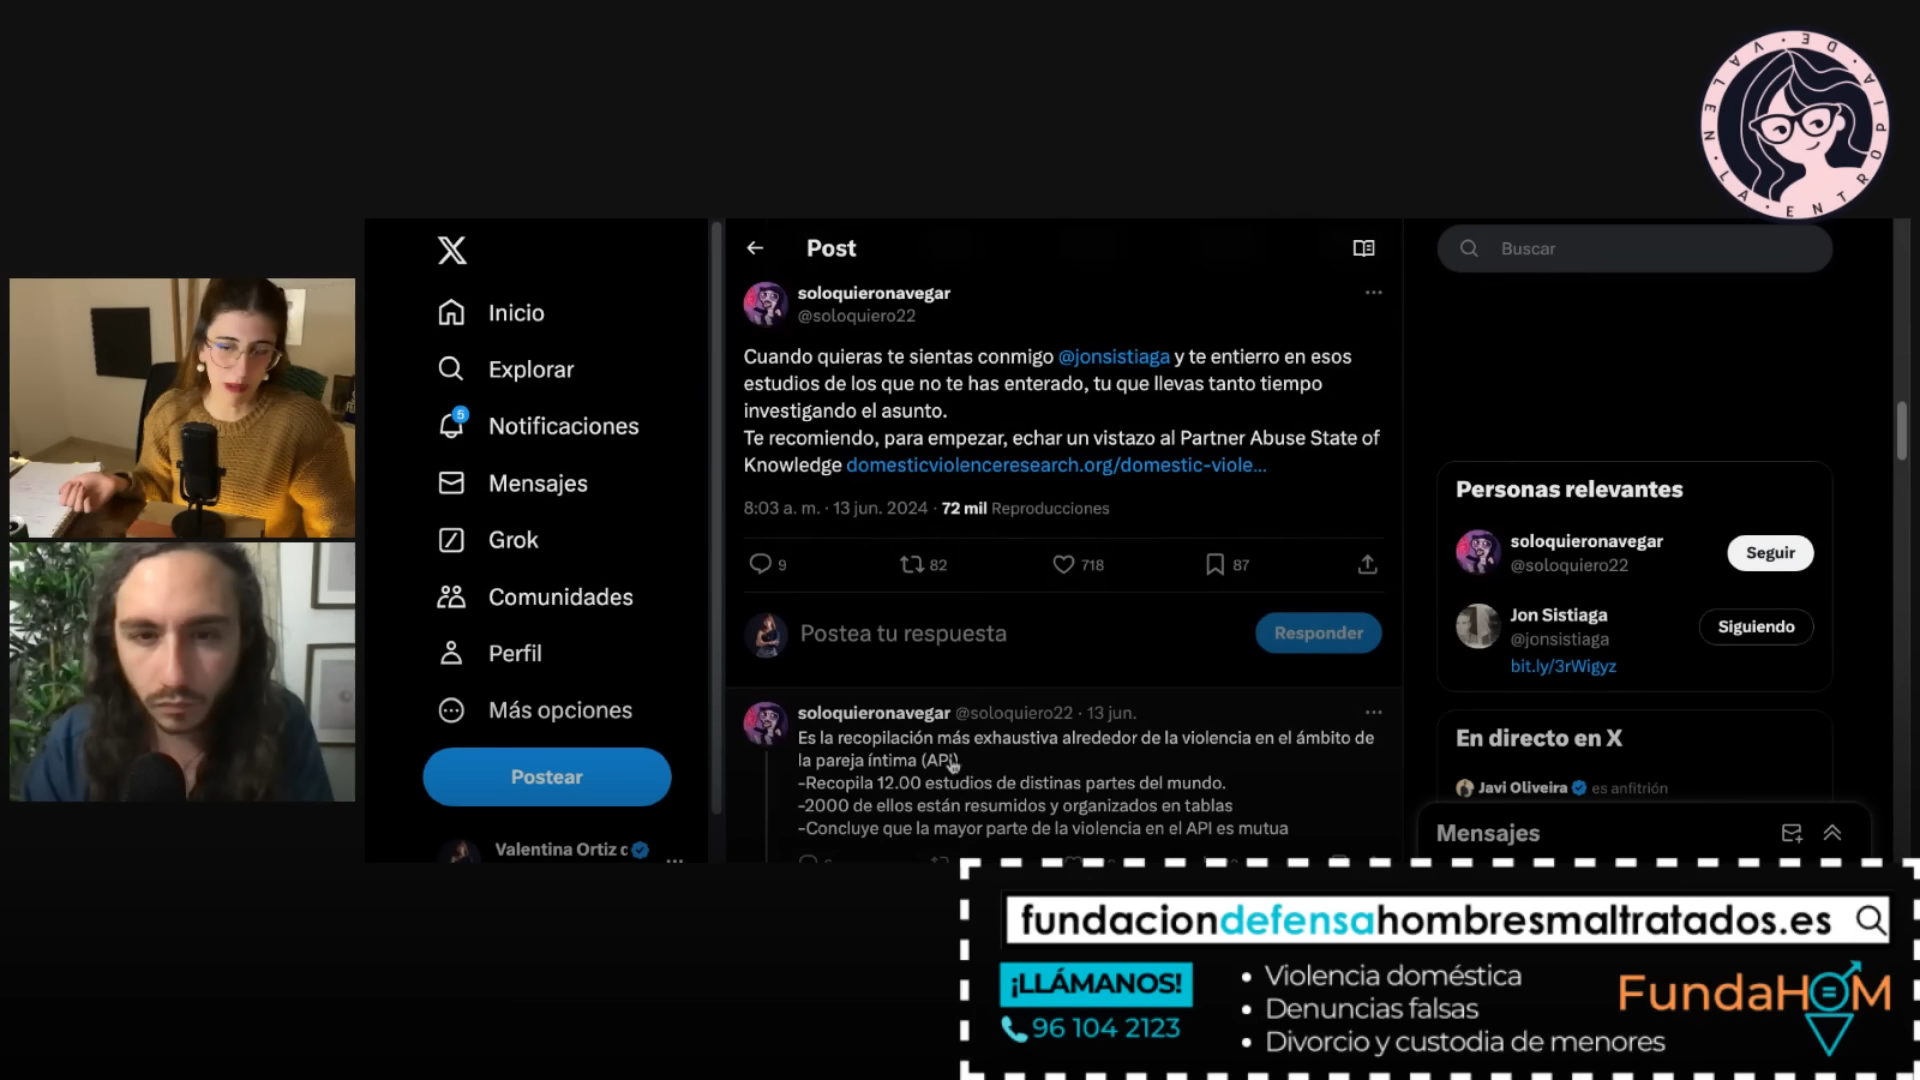 LA ENTROPIA DE VALEN
X
Inicio
Explorar
5
Notificaciones
Mensajes
Grok
Comunidades
Perfil
Más opciones
Postear
Valentina Ortiz
Post
soloquieronavegar
@soloquiero22
Cuando quieras te sientas conmigo @jonsistiaga y te entierro en esos
estudios de los que no te has enterado, tu que llevas tanto tiempo
investigando el asunto.
Te recomiendo, para empezar, echar un vistazo al Partner Abuse State of
Knowledge domesticviolenceresearch.org/domestic-viole...
8:03 a. m. · 13 jun. 2024 · 72 mil Reproducciones
9 82 718 87
Postea tu respuesta
Responder
soloquieronavegar @soloquiero22 · 13 jun.
Es la recopilación más exhaustiva alrededor de la violencia en el ámbito de
la pareja íntima (API)
-Recopila 12.00 estudios de distinas partes del mundo.
-2000 de ellos están resumidos y organizados en tablas
-Concluye que la mayor parte de la violencia en el API es mutua
Buscar
Personas relevantes
soloquieronavegar
@soloquiero22
Seguir
Jon Sistiaga
@jonsistiaga
Siguiendo
bit.ly/3rWigyz
En directo en X
Javi Oliveira es anfitrión
Mensajes
fundaciondefensahombresmaltratados.es
¡LLÁMANOS!
96 104 2123
• Violencia doméstica
• Denuncias falsas
• Divorcio y custodia de menores
FundaHOM